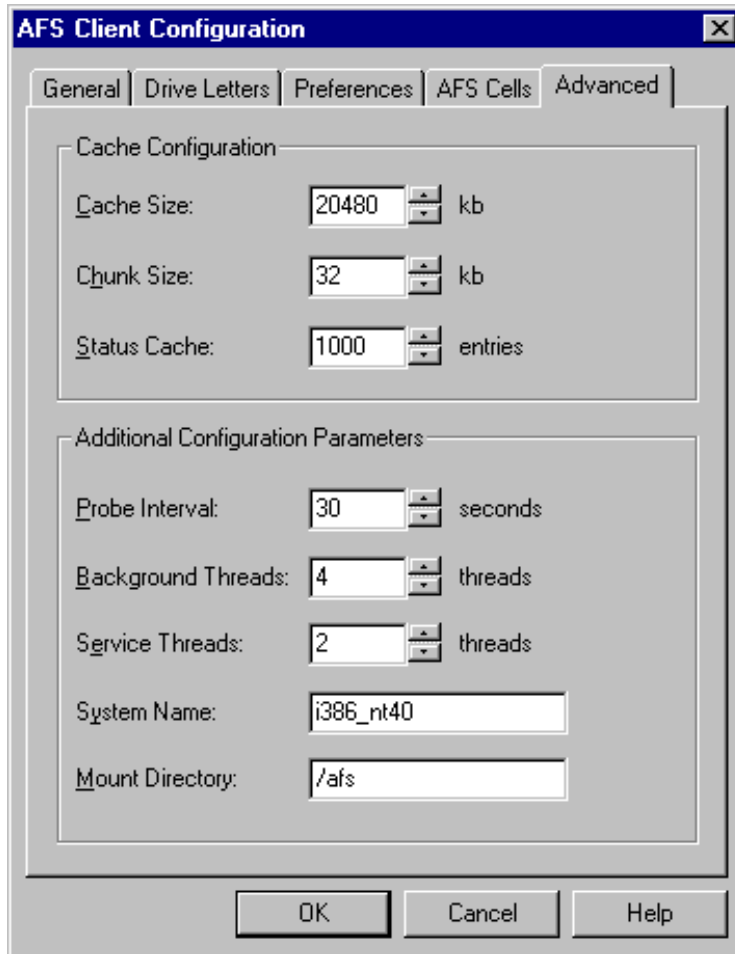 AFS Client Configuration
General Drive Letters Preferences AFS Cells Advanced
Cache Configuration
Cache Size: 20480 kb
Chunk Size: 32 kb
Status Cache: 1000 entries
Additional Configuration Parameters
Probe Interval: 30 seconds
Background Threads: 4 threads
Service Threads: 2 threads
System Name: i386_nt40
Mount Directory: /afs
OK Cancel Help